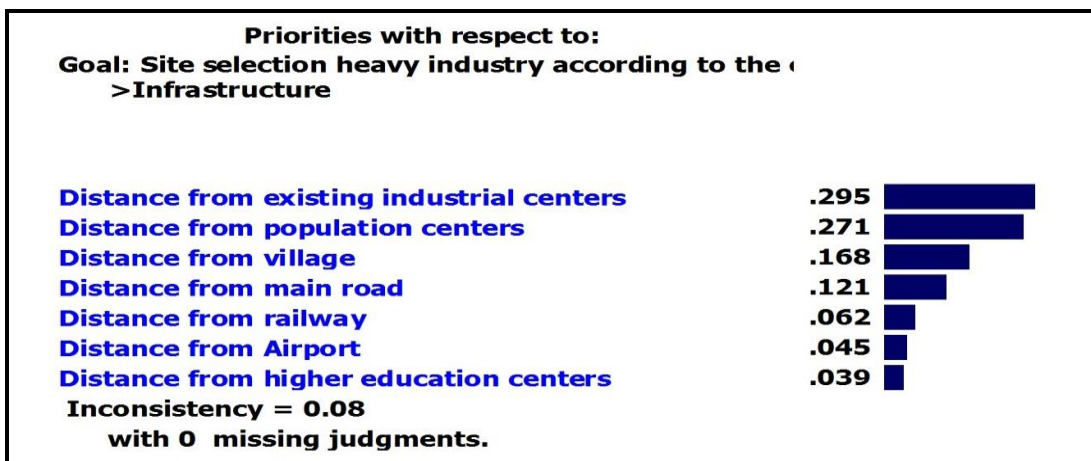 Priorities with respect to:
Goal: Site selection heavy industry according to the
>Infrastructure
Distance from existing industrial centers .295
Distance from population centers .271
Distance from village .168
Distance from main road .121
Distance from railway .062
Distance from Airport .045
Distance from higher education centers .039
Inconsistency = 0.08
with 0 missing judgments.